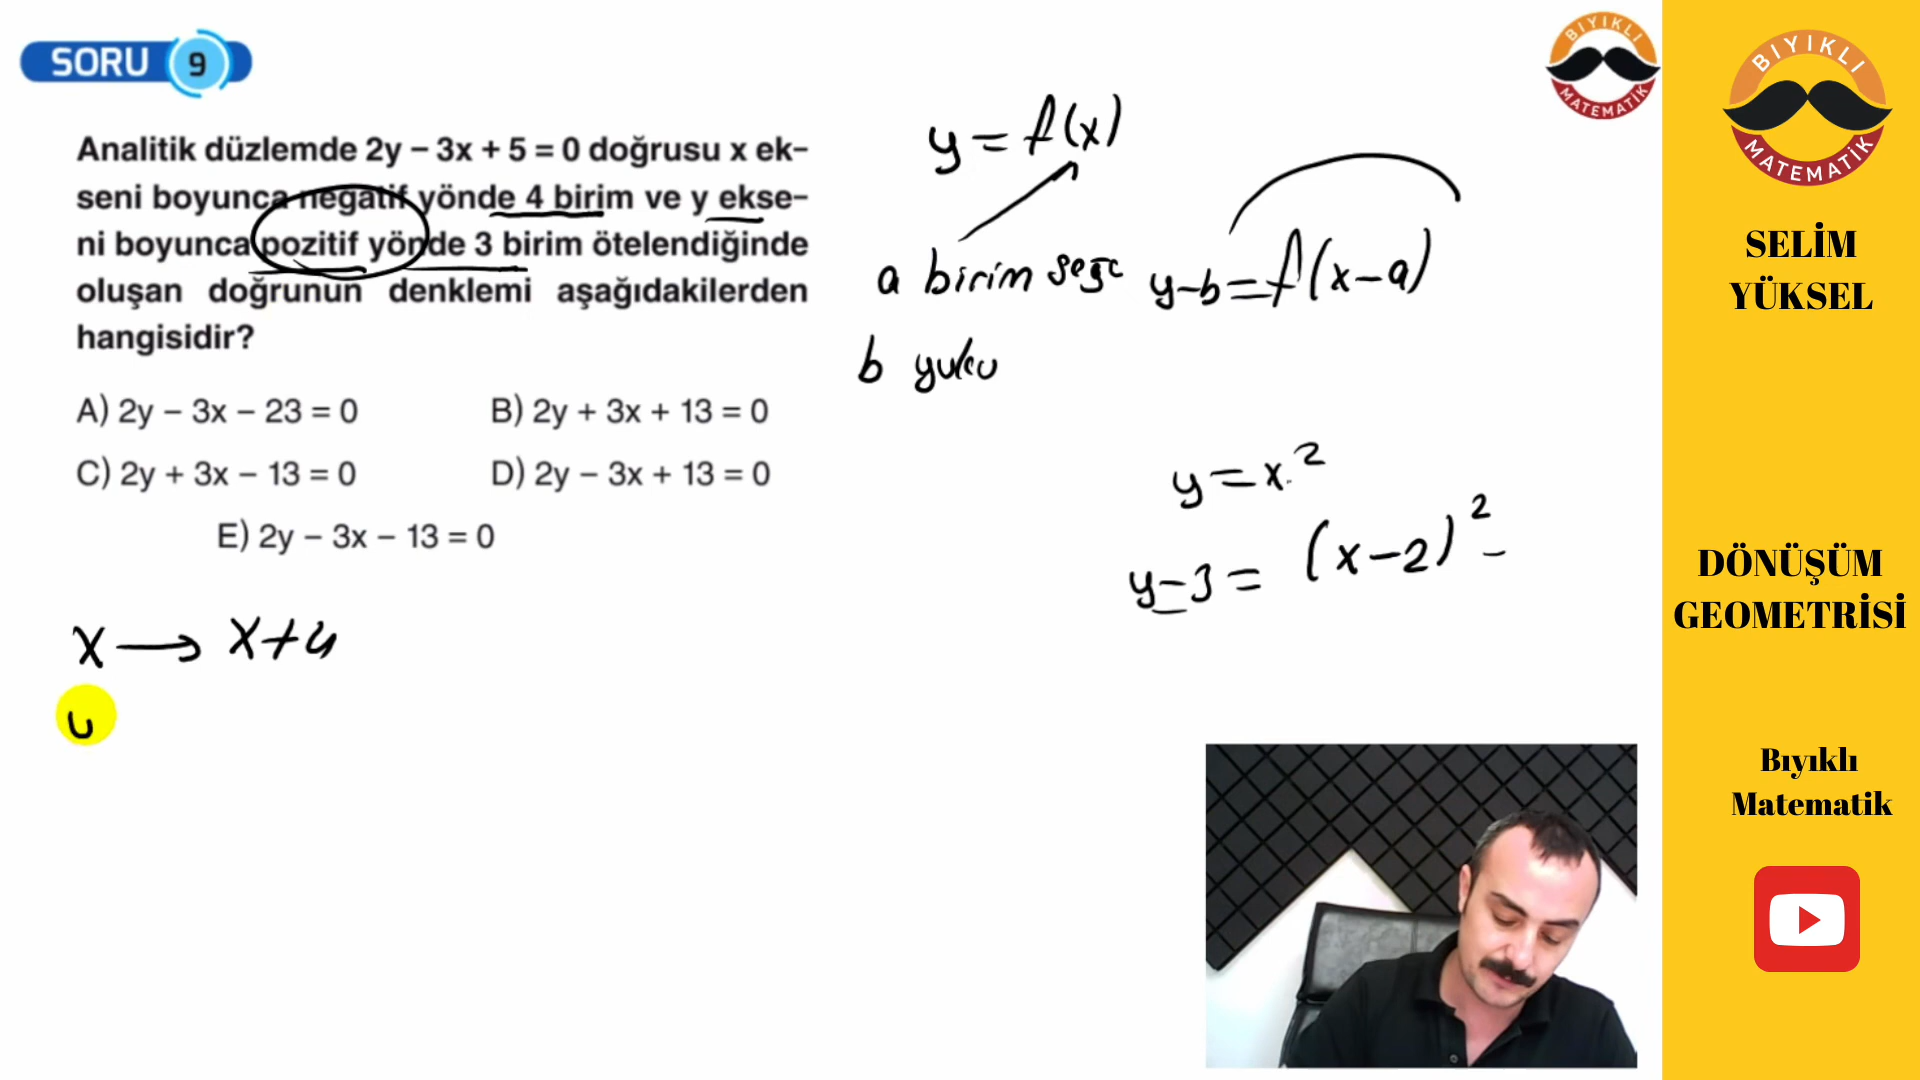 SORU 9
Analitik düzlemde 2y − 3x + 5 = 0 doğrusu x ek-
seni boyunca negatif yönde 4 birim ve y ekse-
ni boyunca pozitif yönde 3 birim ötelendiğinde
oluşan doğrunun denklemi aşağıdakilerden
hangisidir?
A) 2y − 3x − 23 = 0
B) 2y + 3x + 13 = 0
C) 2y + 3x − 13 = 0
D) 2y − 3x + 13 = 0
E) 2y − 3x − 13 = 0
x → x+4
y = f(x)
a birim
y−b = f(x−a)
b
y = x²
y−3 = (x−2)²
BIYIKLI
MATEMATİK
BIYIKLI
MATEMATİK
SELİM
YÜKSEL
DÖNÜŞÜM
GEOMETRİSİ
Bıyıklı
Matematik